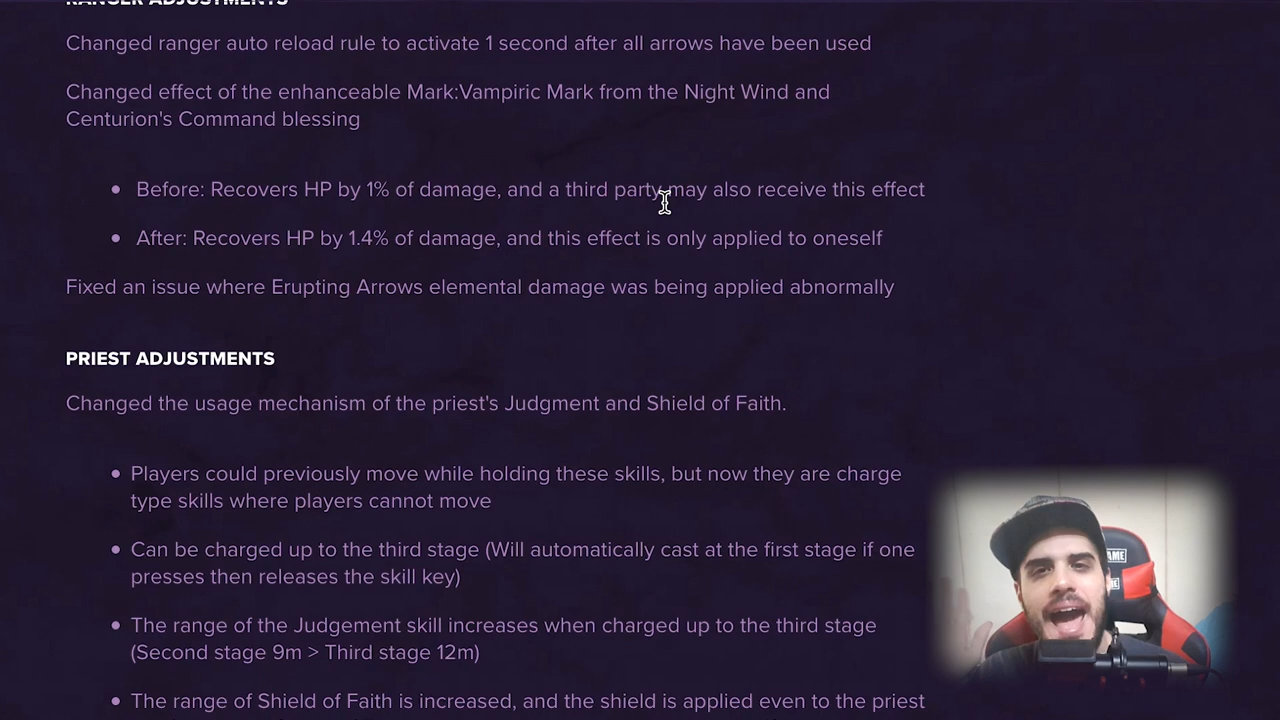 RANGER ADJUSTMENTS
Changed ranger auto reload rule to activate 1 second after all arrows have been used
Changed effect of the enhanceable Mark:Vampiric Mark from the Night Wind and
Centurion's Command blessing
Before: Recovers HP by 1% of damage, and a third party may also receive this effect
After: Recovers HP by 1.4% of damage, and this effect is only applied to oneself
Fixed an issue where Erupting Arrows elemental damage was being applied abnormally
PRIEST ADJUSTMENTS
Changed the usage mechanism of the priest's Judgment and Shield of Faith.
Players could previously move while holding these skills, but now they are charge
type skills where players cannot move
Can be charged up to the third stage (Will automatically cast at the first stage if one
presses then releases the skill key)
The range of the Judgement skill increases when charged up to the third stage
(Second stage 9m > Third stage 12m)
The range of Shield of Faith is increased, and the shield is applied even to the priest